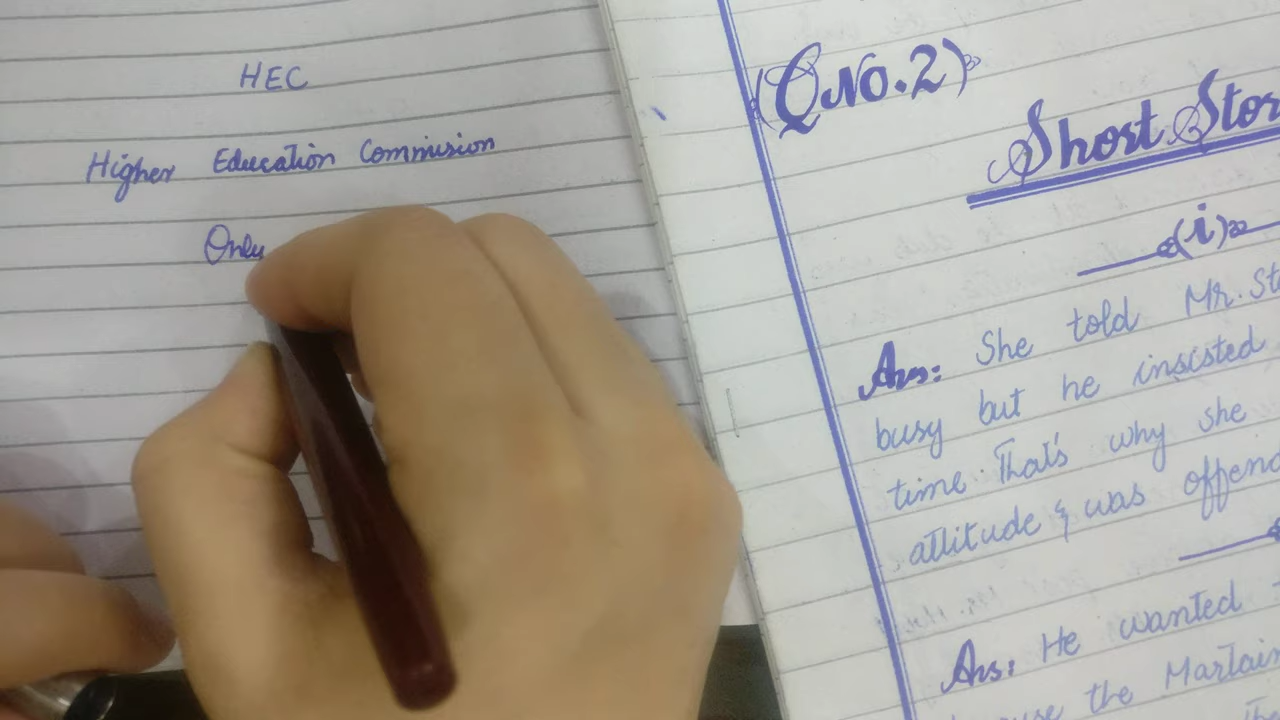 HEC
Higher Education Commision
Only
(Q NO.2)
Short Stor
(i)
Ans: She told Mr. St
busy but he insisted
time That's why she
attitude & was offend
Ans: He wanted
the Martain